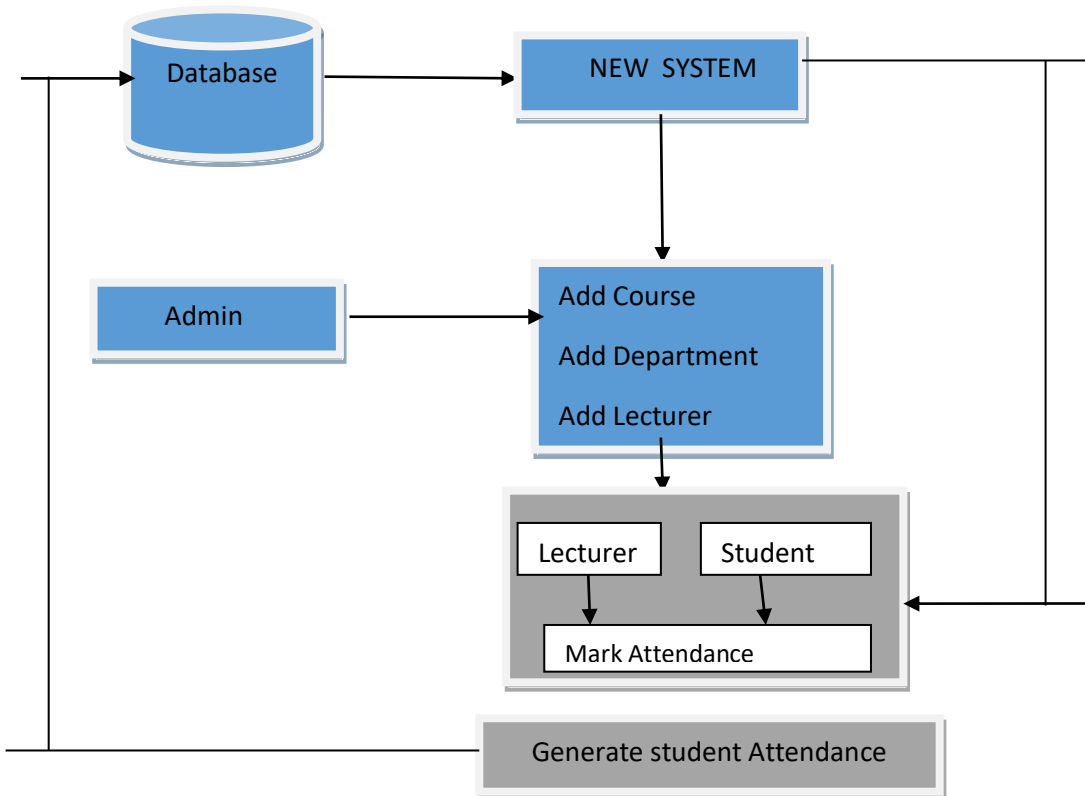 Database
NEW SYSTEM
Admin
Add Course
Add Department
Add Lecturer
Lecturer
Student
Mark Attendance
Generate student Attendance